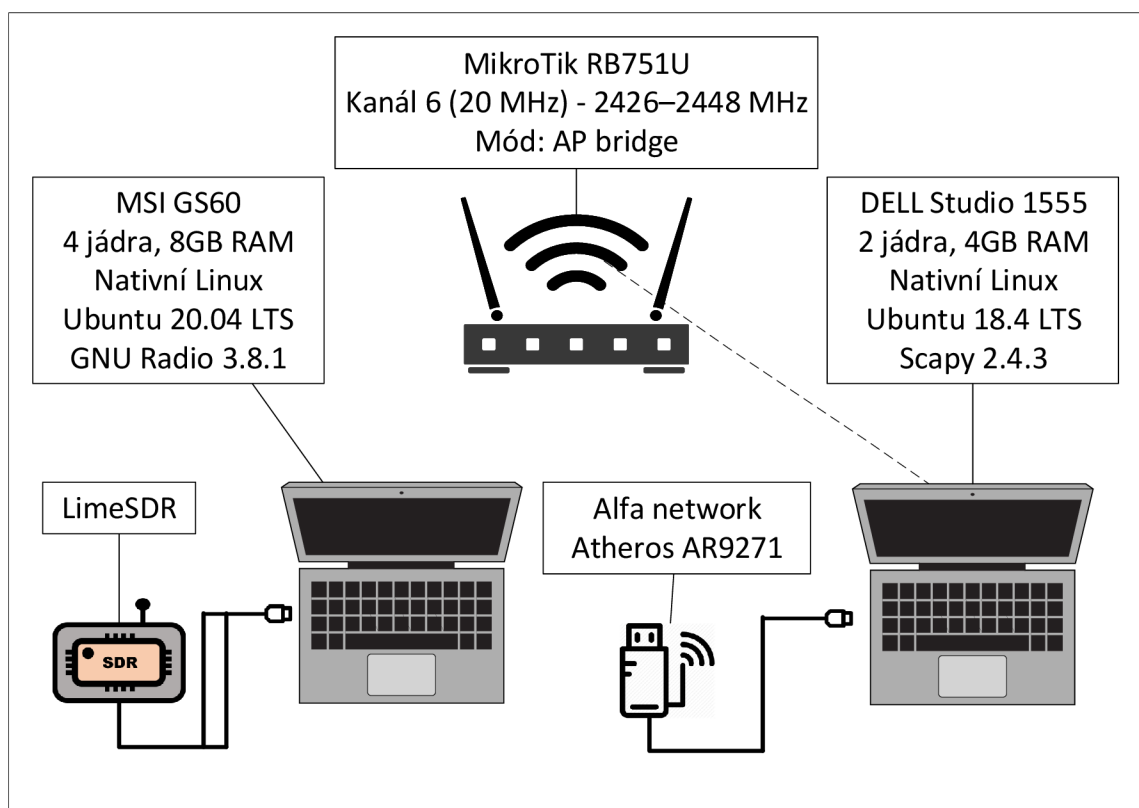 MikroTik RB751U
Kanál 6 (20 MHz) - 2426–2448 MHz
Mód: AP bridge
MSI GS60
4 jádra, 8GB RAM
Nativní Linux
Ubuntu 20.04 LTS
GNU Radio 3.8.1
DELL Studio 1555
2 jádra, 4GB RAM
Nativní Linux
Ubuntu 18.4 LTS
Scapy 2.4.3
LimeSDR
SDR
Alfa network
Atheros AR9271